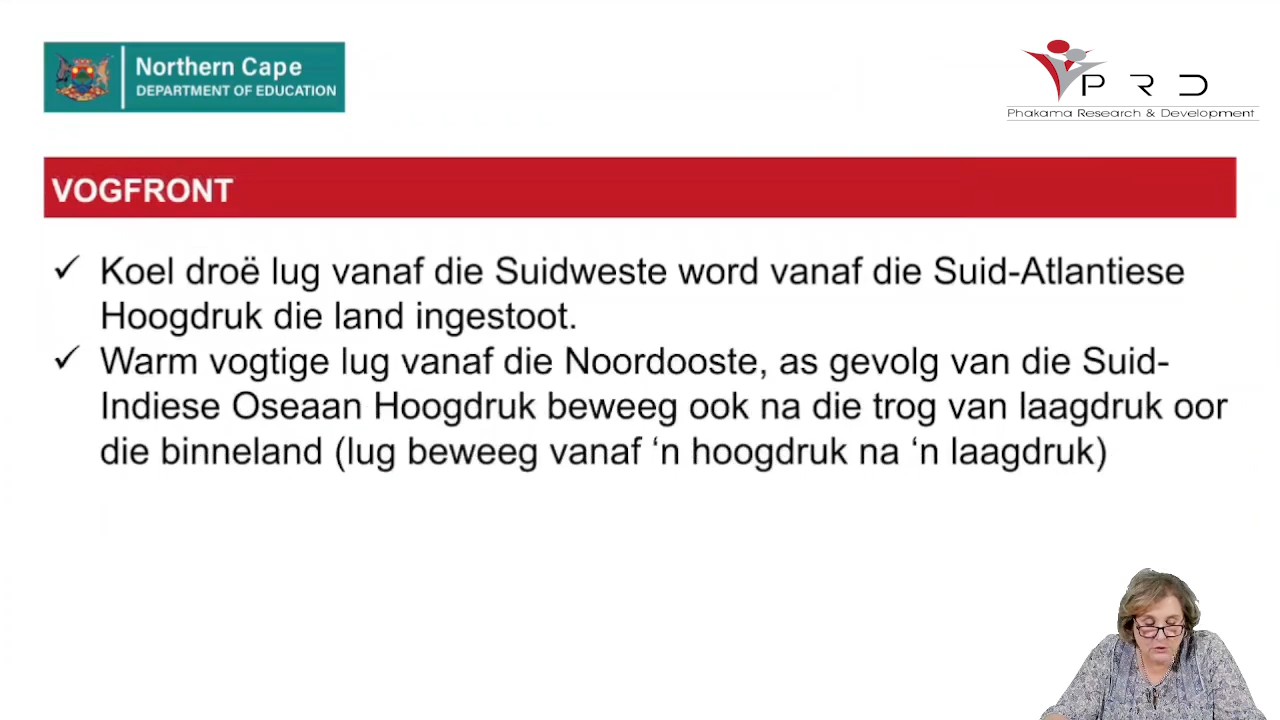 Northern Cape
DEPARTMENT OF EDUCATION
P R D
Phakama Research & Development
VOGFRONT
✓ Koel droë lug vanaf die Suidweste word vanaf die Suid-Atlantiese
Hoogdruk die land ingestoot.
✓ Warm vogtige lug vanaf die Noordooste, as gevolg van die Suid-
Indiese Oseaan Hoogdruk beweeg ook na die trog van laagdruk oor
die binneland (lug beweeg vanaf ‘n hoogdruk na ‘n laagdruk)